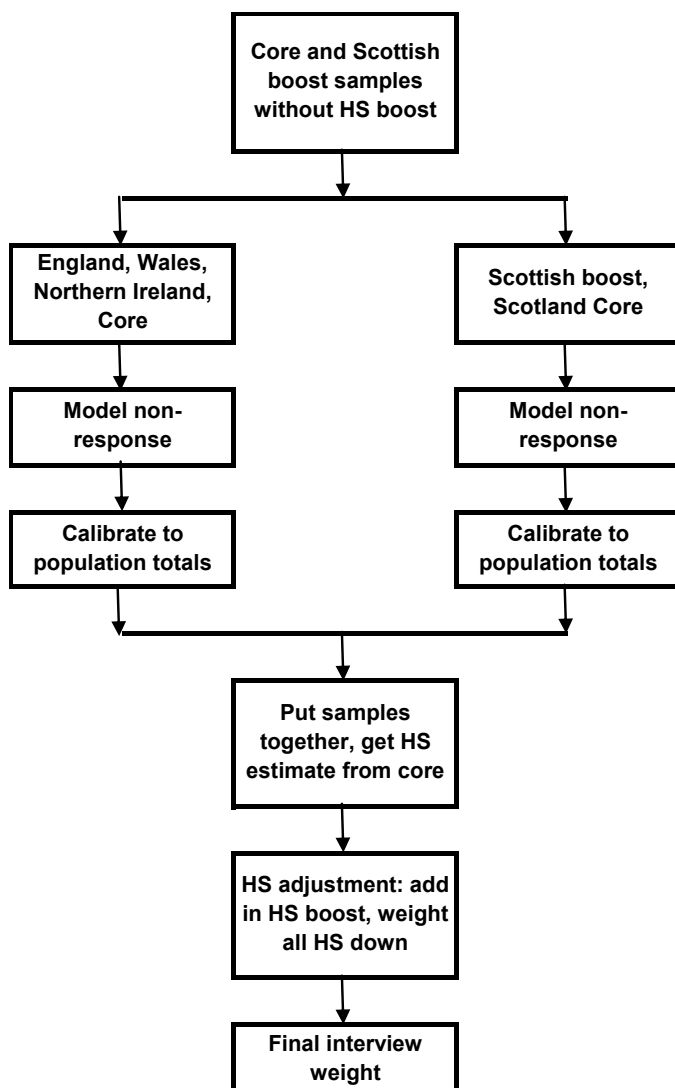 Core and Scottish
boost samples
without HS boost
England, Wales,
Northern Ireland,
Core
Scottish boost,
Scotland Core
Model non-
response
Model non-
response
Calibrate to
population totals
Calibrate to
population totals
Put samples
together, get HS
estimate from core
HS adjustment: add
in HS boost, weight
all HS down
Final interview
weight